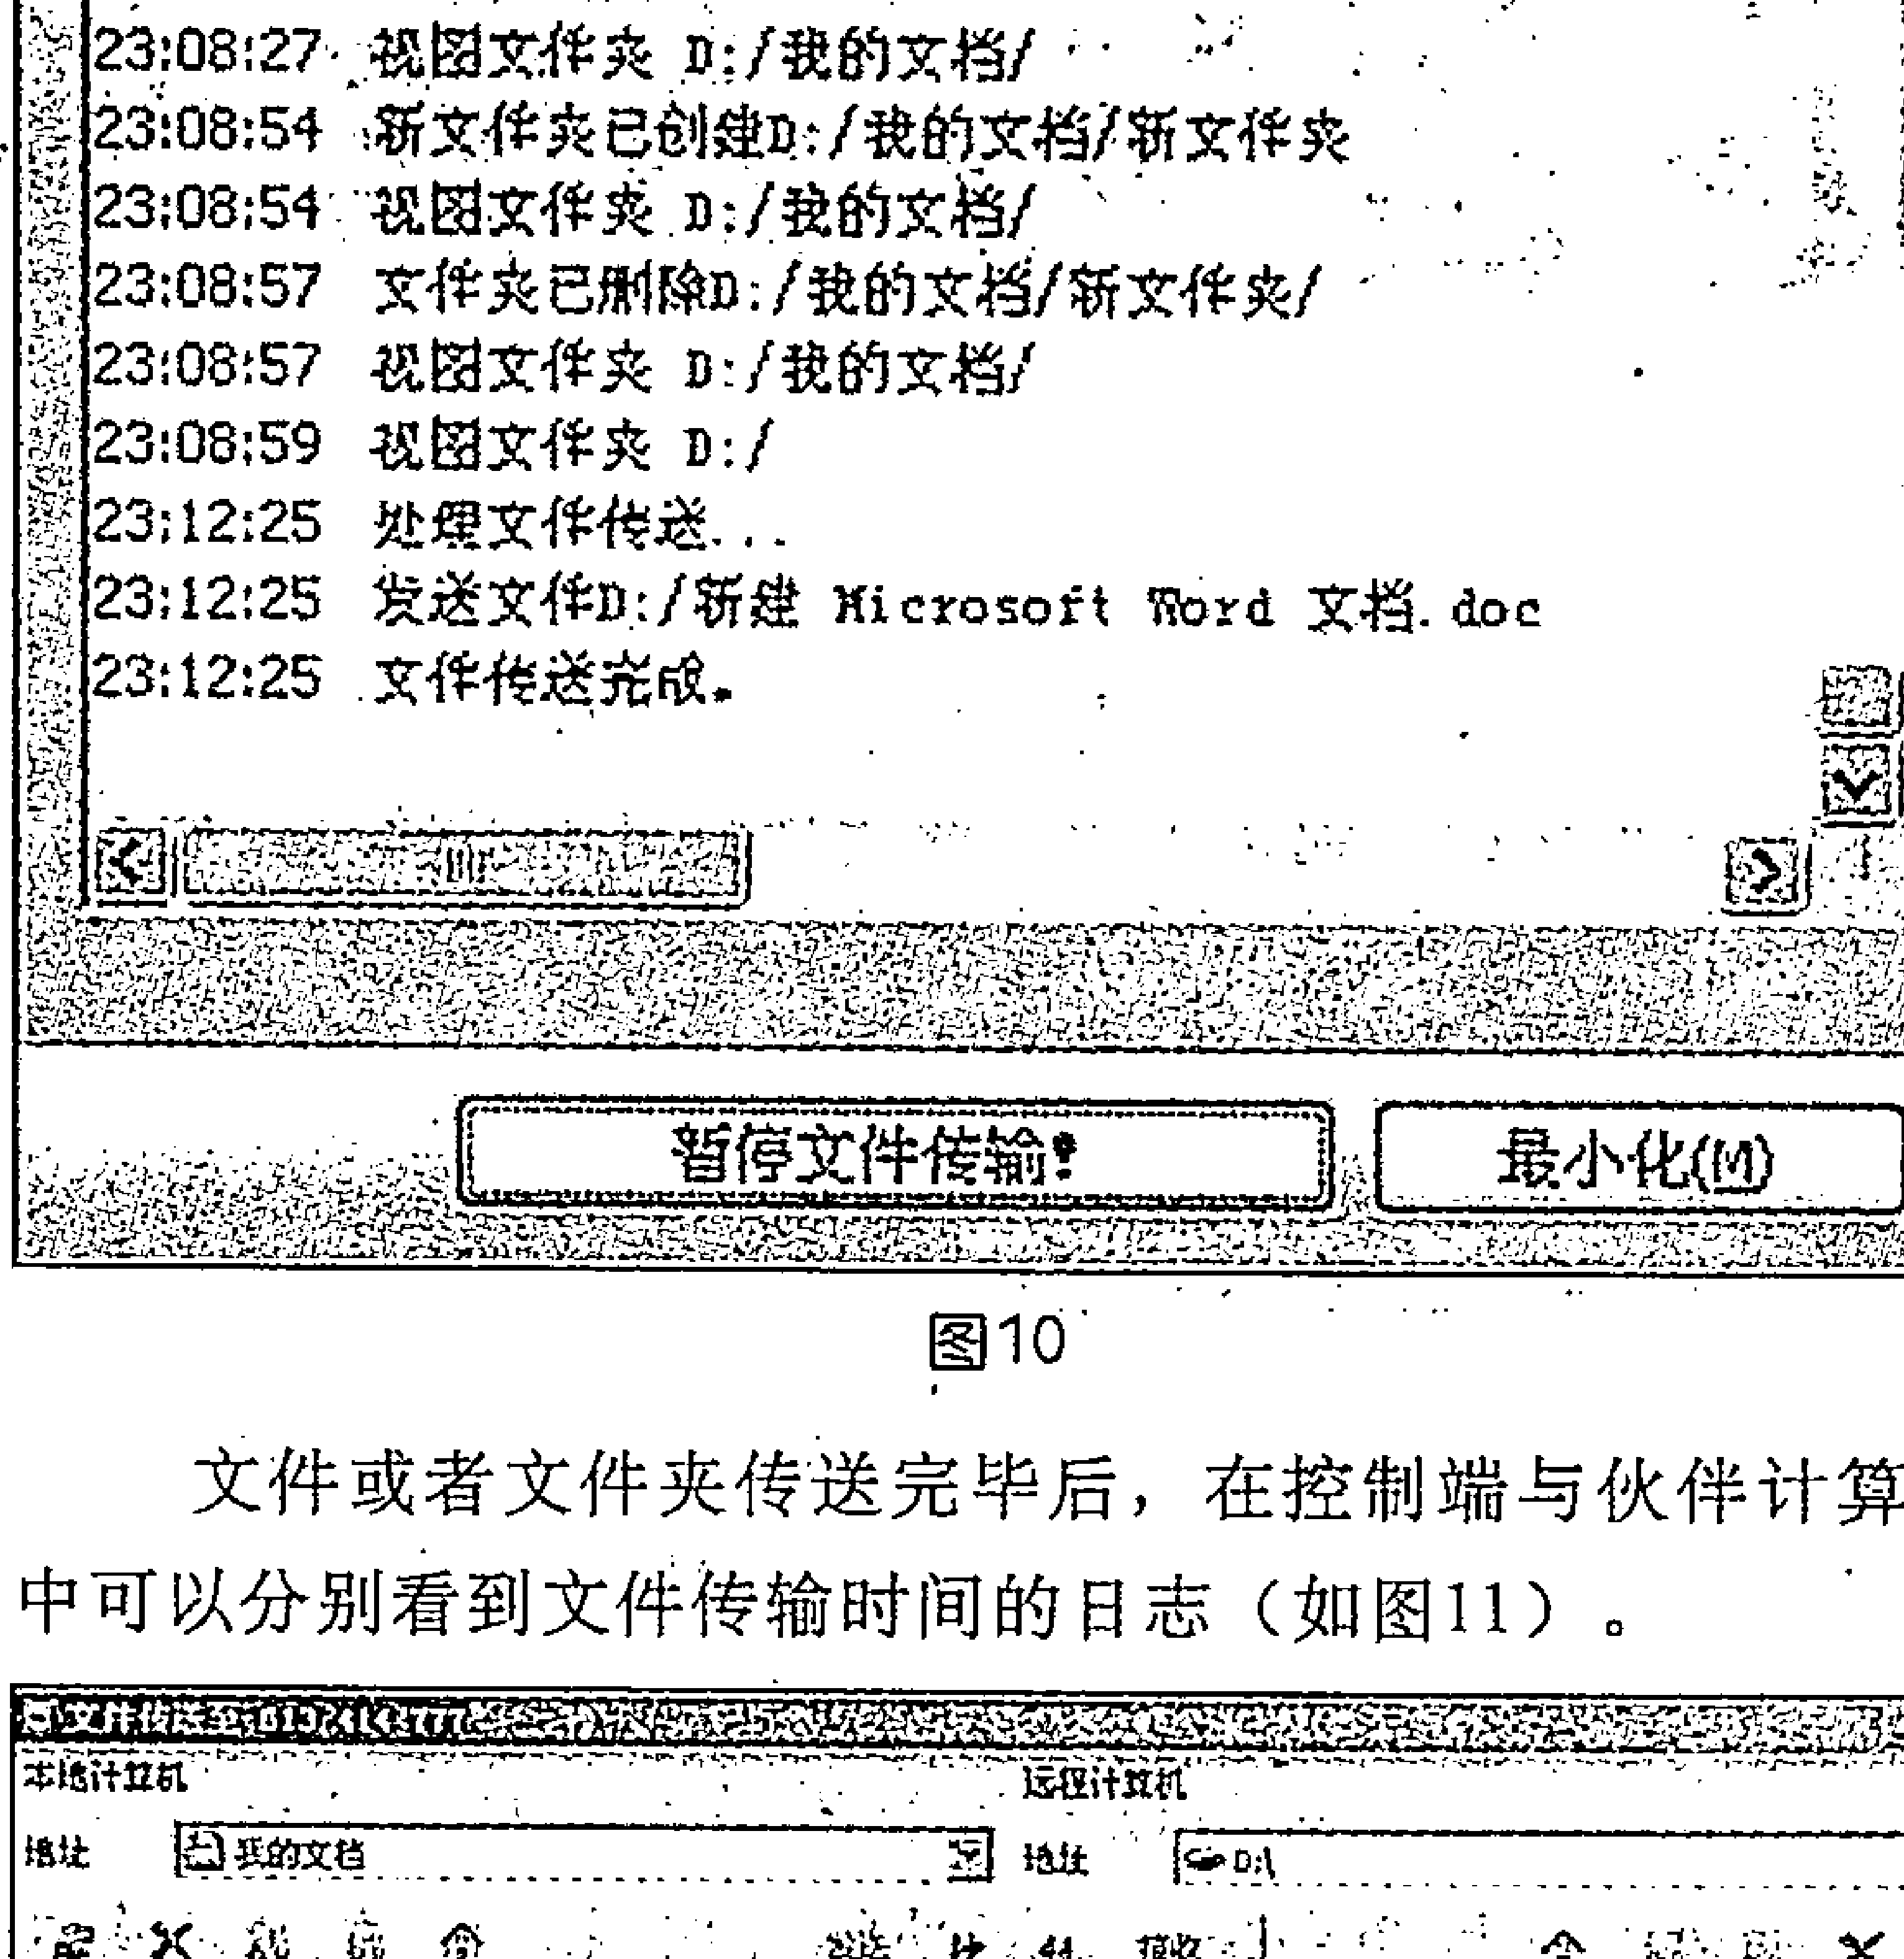 23:08:27 视图文件夹 D:/我的文档/
23:08:54 新文件夹已创建D:/我的文档/新文件夹
23:08:54 视图文件夹 D:/我的文档/
23:08:57 文件夹已删除D:/我的文档/新文件夹/
23:08:57 视图文件夹 D:/我的文档/
23:08:59 视图文件夹 D:/
23:12:25 处理文件传送...
23:12:25 发送文件D:/新建 Microsoft Word 文档.doc
23:12:25 文件传送完成。
暂停文件传输!
最小化(M)
图10
文件或者文件夹传送完毕后，在控制端与伙伴计算
中可以分别看到文件传输时间的日志（如图11）。
文件传送至
本地计算机 远程计算机
地址 我的文档 地址 D:\
接收